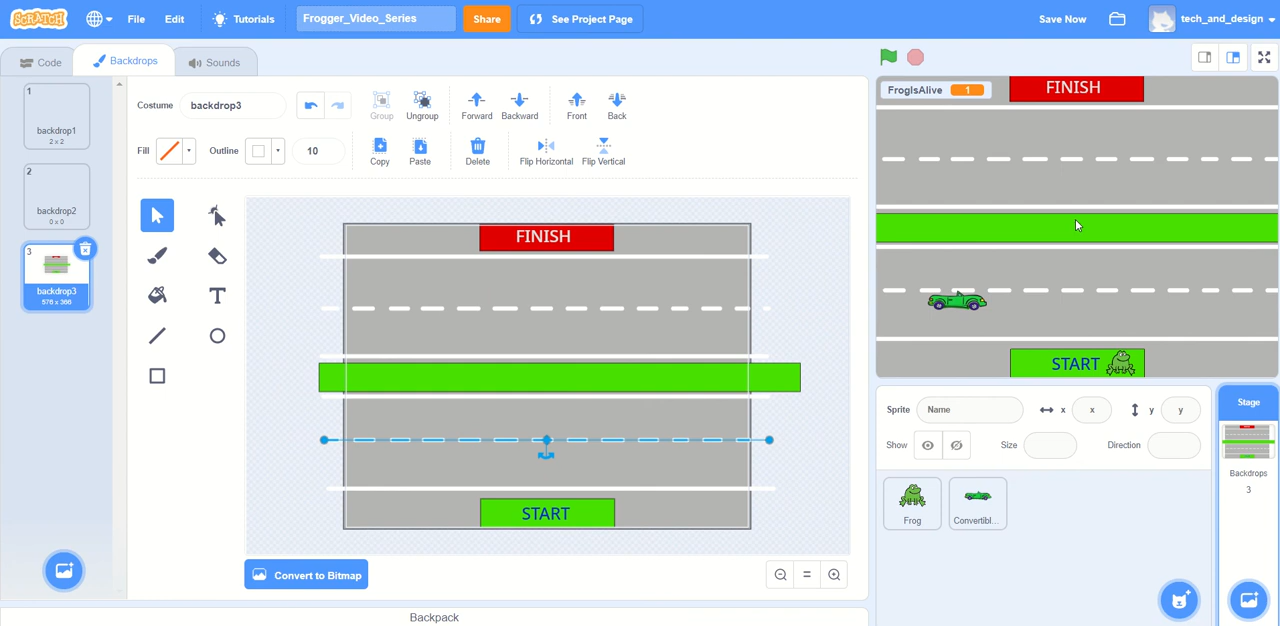 SCRATCH File Edit Tutorials Frogger_Video_Series Share See Project Page Save Now tech_and_design
Code Backdrops Sounds
1
backdrop1
2 x 2
2
backdrop2
0 x 0
3
backdrop3
576 x 366
Costume backdrop3 Group Ungroup Forward Backward Front Back
Fill Outline 10 Copy Paste Delete Flip Horizontal Flip Vertical
T
FINISH
START
Convert to Bitmap
Backpack
FrogIsAlive 1
FINISH
START
Sprite Name x x y y
Show Size Direction
Frog
Convertibl...
Stage
Backdrops
3